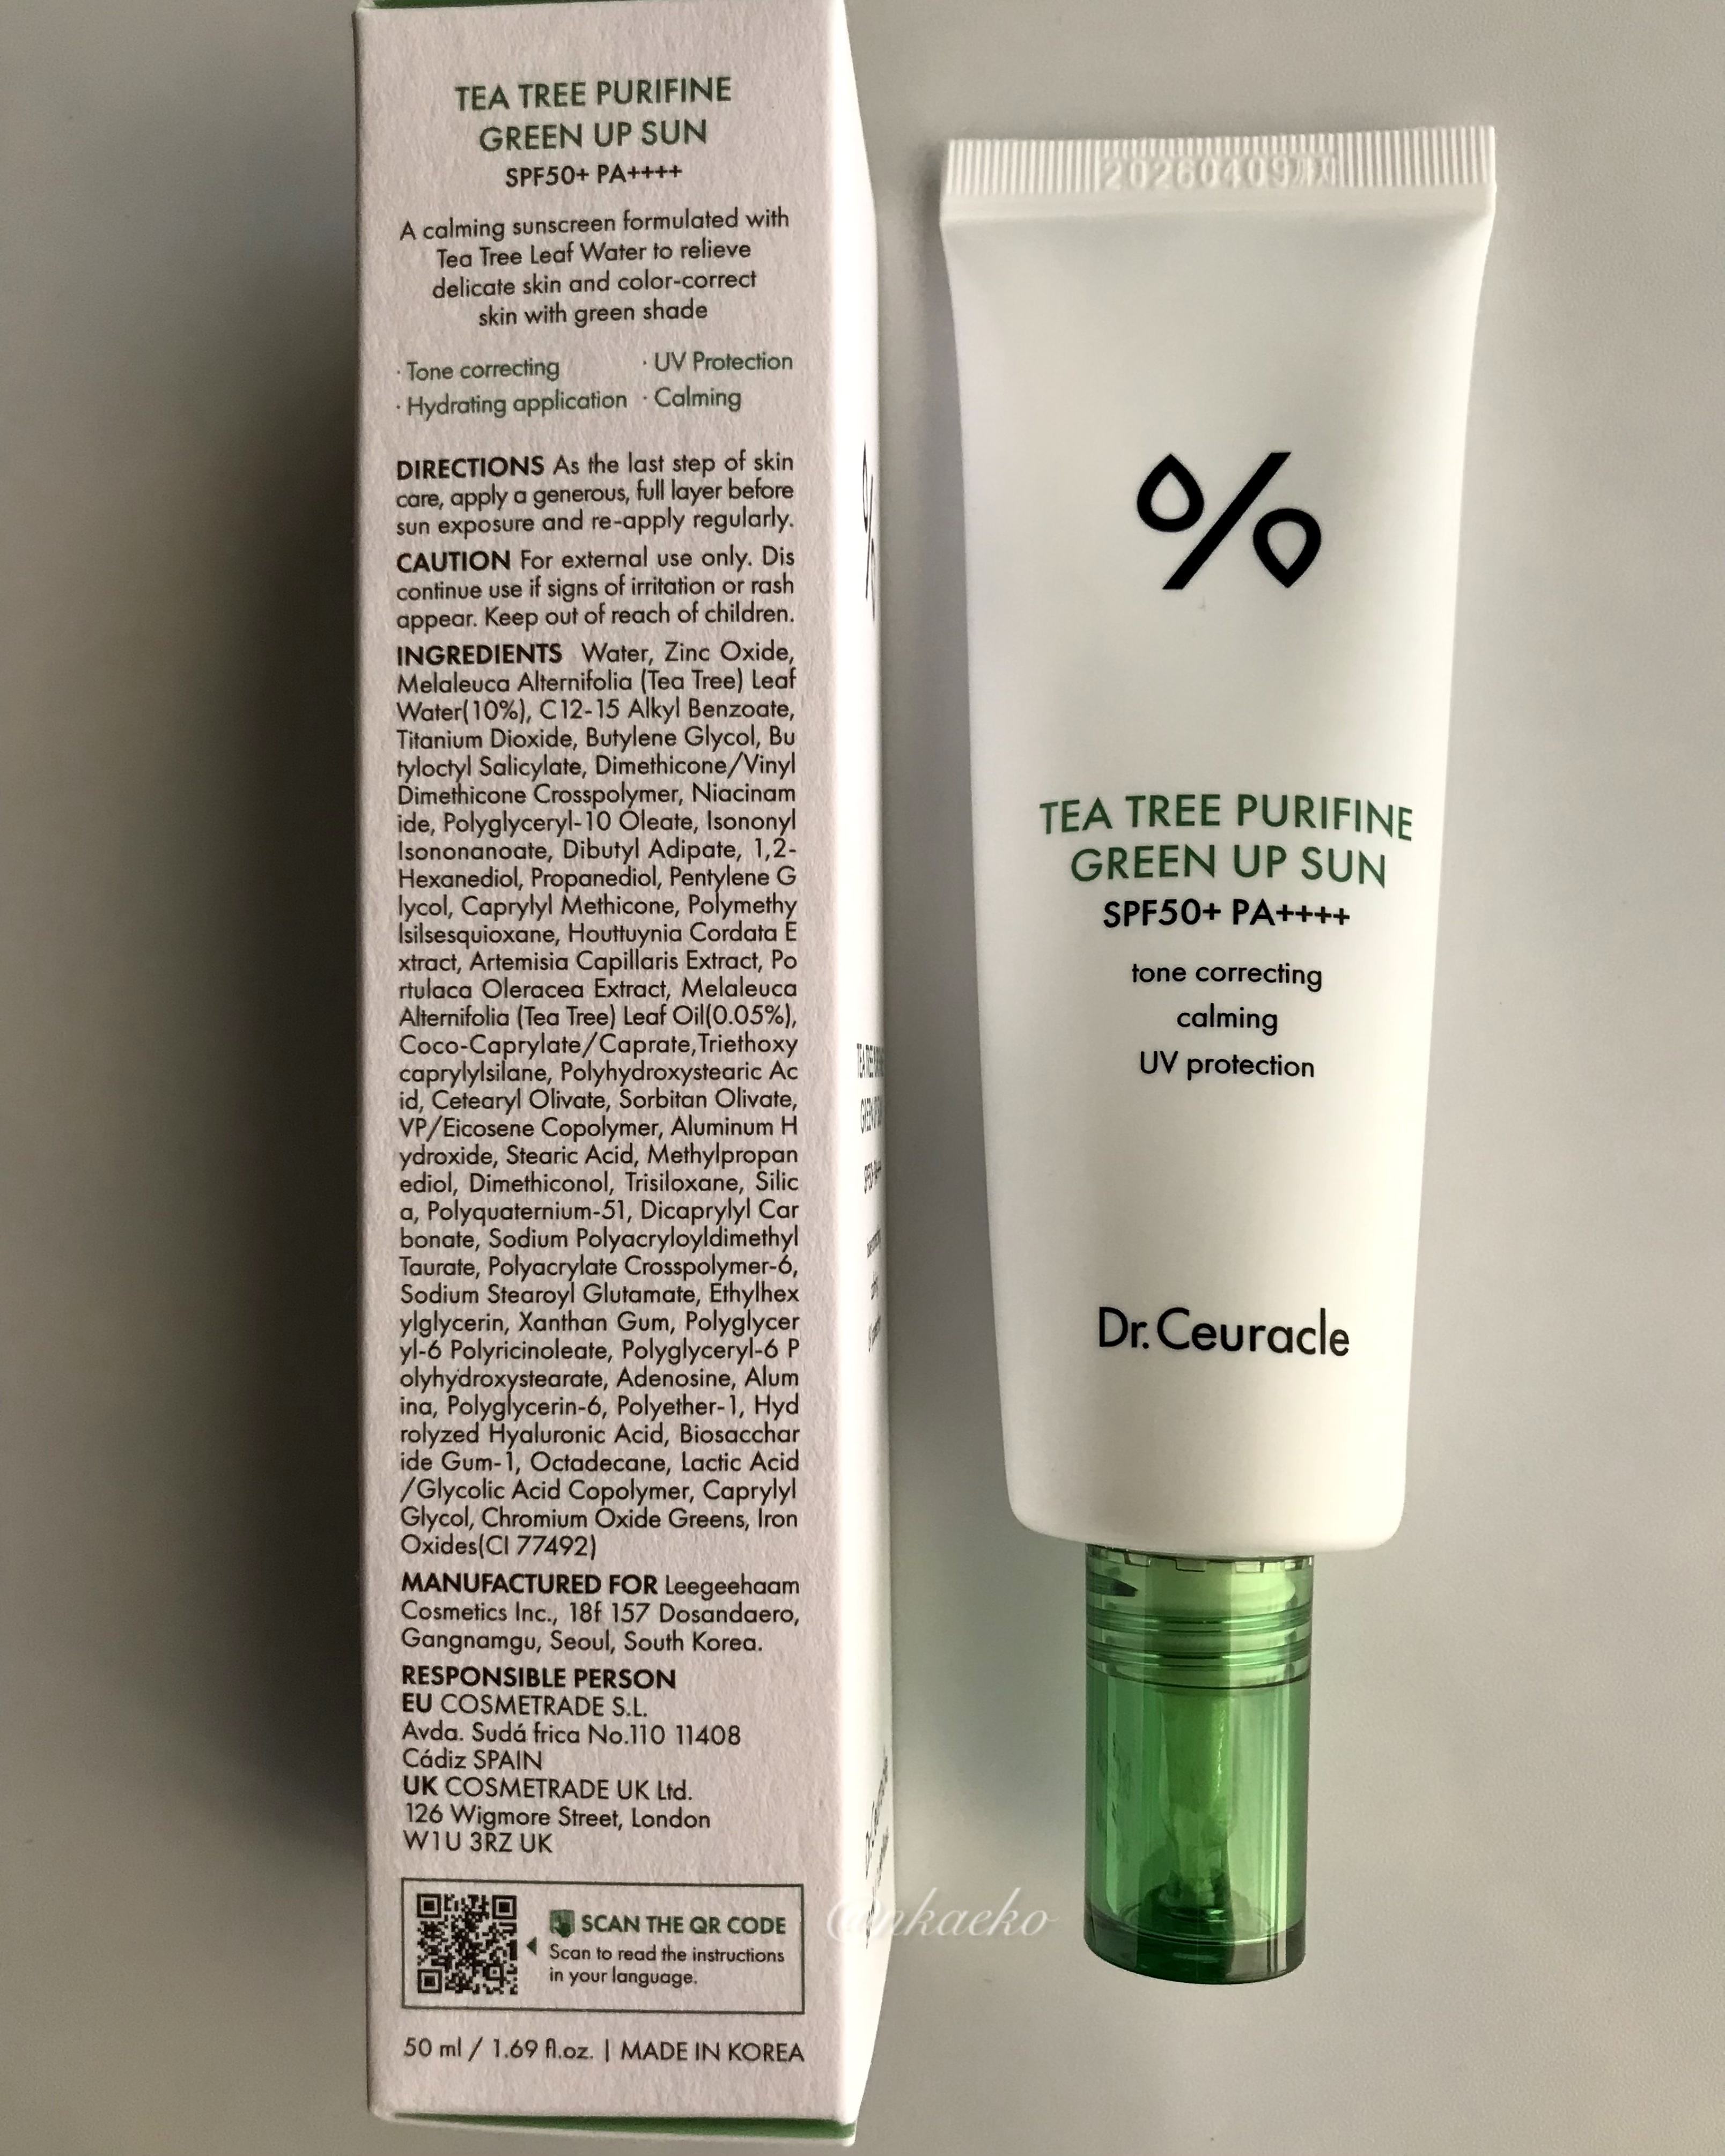 TEA TREE PURIFINE
GREEN UP SUN
SPF50+ PA++++
A calming sunscreen formulated with
Tea Tree Leaf Water to relieve
delicate skin and color-correct
skin with green shade
· Tone correcting · UV Protection
· Hydrating application · Calming
DIRECTIONS As the last step of skin
care, apply a generous, full layer before
sun exposure and re-apply regularly.
CAUTION For external use only. Dis
continue use if signs of irritation or rash
appear. Keep out of reach of children.
INGREDIENTS Water, Zinc Oxide,
Melaleuca Alternifolia (Tea Tree) Leaf
Water(10%), C12-15 Alkyl Benzoate,
Titanium Dioxide, Butylene Glycol, Bu
tyloctyl Salicylate, Dimethicone/Vinyl
Dimethicone Crosspolymer, Niacinam
ide, Polyglyceryl-10 Oleate, Isononyl
Isononanoate, Dibutyl Adipate, 1,2-
Hexanediol, Propanediol, Pentylene G
lycol, Caprylyl Methicone, Polymethy
lsilsesquioxane, Houttuynia Cordata E
xtract, Artemisia Capillaris Extract, Po
rtulaca Oleracea Extract, Melaleuca
Alternifolia (Tea Tree) Leaf Oil(0.05%),
Coco-Caprylate/Caprate,Triethoxy
caprylylsilane, Polyhydroxystearic Ac
id, Cetearyl Olivate, Sorbitan Olivate,
VP/Eicosene Copolymer, Aluminum H
ydroxide, Stearic Acid, Methylpropan
ediol, Dimethiconol, Trisiloxane, Silic
a, Polyquaternium-51, Dicaprylyl Car
bonate, Sodium Polyacryloyldimethyl
Taurate, Polyacrylate Crosspolymer-6,
Sodium Stearoyl Glutamate, Ethylhex
ylglycerin, Xanthan Gum, Polyglycer
yl-6 Polyricinoleate, Polyglyceryl-6 P
olyhydroxystearate, Adenosine, Alum
ina, Polyglycerin-6, Polyether-1, Hyd
rolyzed Hyaluronic Acid, Biosacchar
ide Gum-1, Octadecane, Lactic Acid
/Glycolic Acid Copolymer, Caprylyl
Glycol, Chromium Oxide Greens, Iron
Oxides(CI 77492)
MANUFACTURED FOR Leegeehaam
Cosmetics Inc., 18f 157 Dosandaero,
Gangnamgu, Seoul, South Korea.
RESPONSIBLE PERSON
EU COSMETRADE S.L.
Avda. Sudá frica No.110 11408
Cádiz SPAIN
UK COSMETRADE UK Ltd.
126 Wigmore Street, London
W1U 3RZ UK
SCAN THE QR CODE
Scan to read the instructions
in your language.
50 ml / 1.69 fl.oz. | MADE IN KOREA
20260409까지
%
TEA TREE PURIFINE
GREEN UP SUN
SPF50+ PA++++
tone correcting
calming
UV protection
Dr.Ceuracle